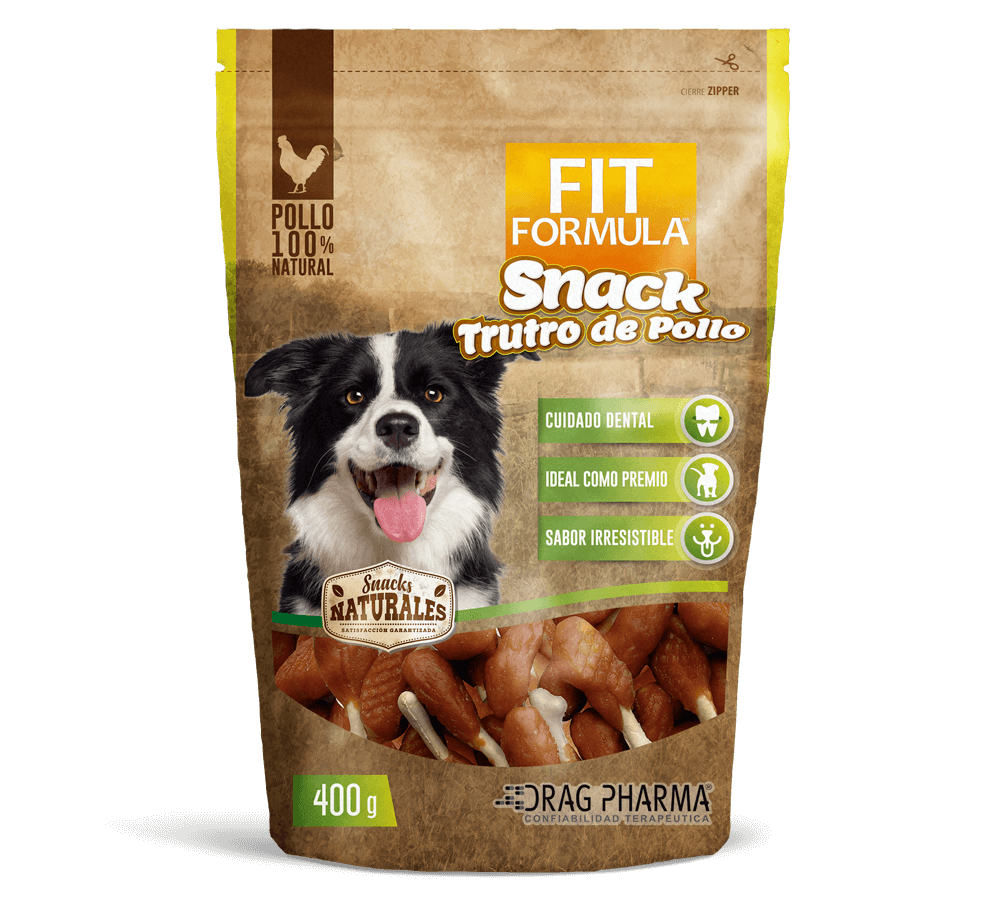 CIERRE ZIPPER
POLLO
100%
NATURAL
FIT
FORMULA
Snack
Trutro de Pollo
CUIDADO DENTAL
IDEAL COMO PREMIO
SABOR IRRESISTIBLE
Snacks
NATURALES
SATISFACCIÓN GARANTIZADA
400 g
DRAG PHARMA®
CONFIABILIDAD TERAPEUTICA